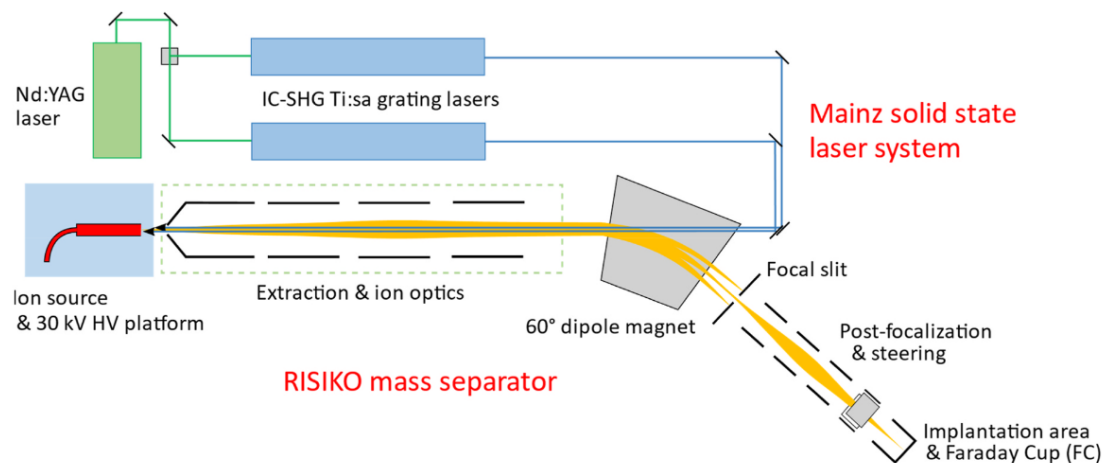 Nd:YAG
laser
IC-SHG Ti:sa grating lasers
Mainz solid state
laser system
Ion source
& 30 kV HV platform
Extraction & ion optics
60° dipole magnet
Focal slit
Post-focalization
& steering
RISIKO mass separator
Implantation area
& Faraday Cup (FC)